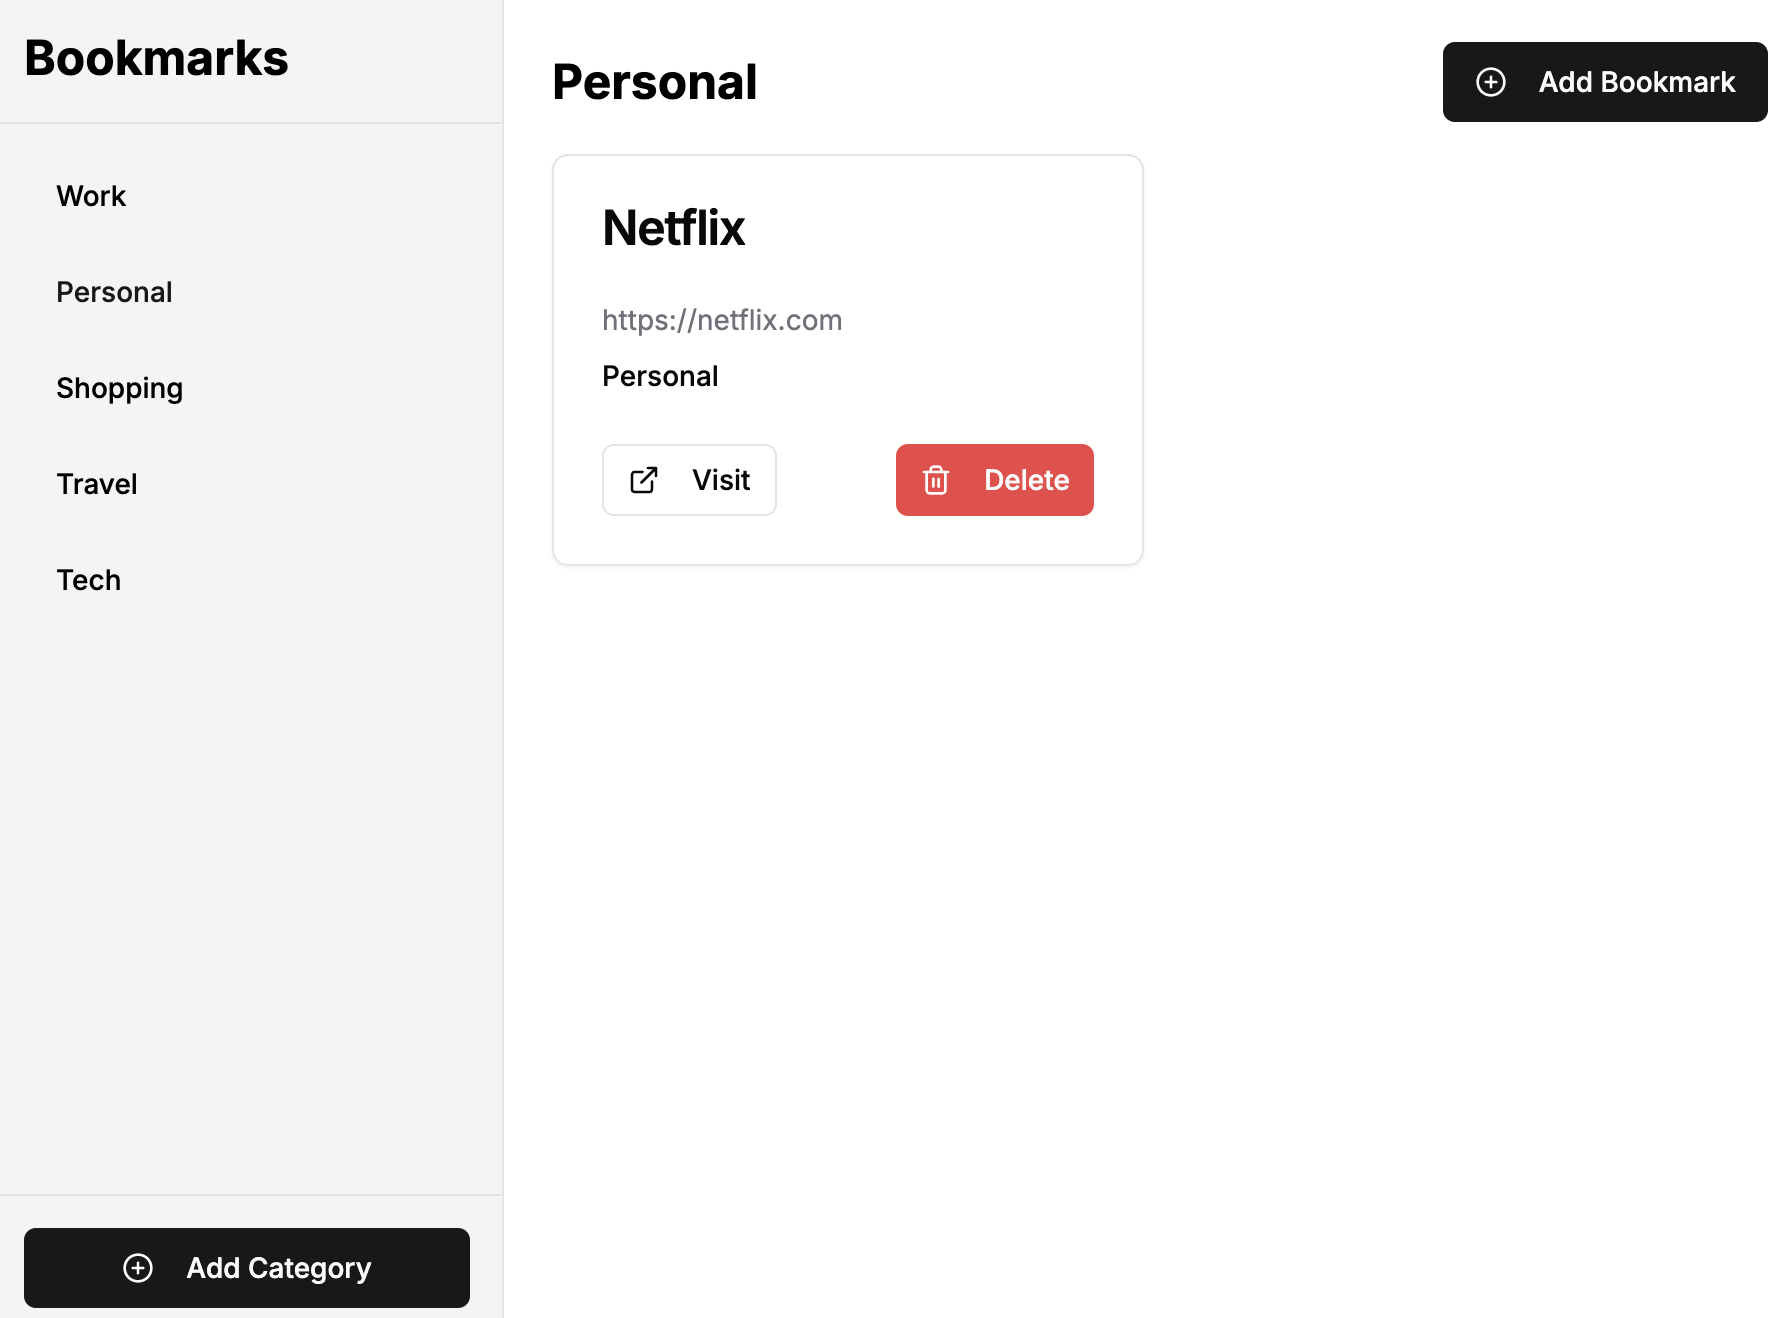 Bookmarks
Work
Personal
Shopping
Travel
Tech
Add Category
Personal
Add Bookmark
Netflix
https://netflix.com
Personal
Visit
Delete